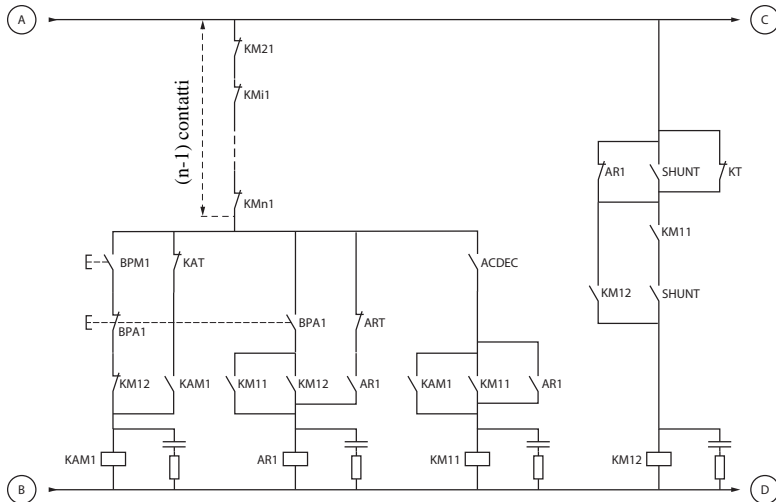 A
C
KM21
KMi1
(n-1) contatti
KMn1
AR1
SHUNT
KT
KM11
BPM1
KAT
ACDEC
KM12
SHUNT
BPA1
BPA1
ART
KM12
KAM1
KM11
KM12
AR1
KAM1
KM11
AR1
KAM1
AR1
KM11
KM12
B
D